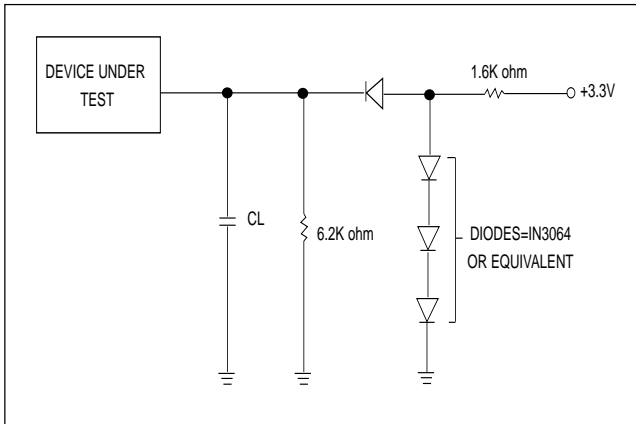 DEVICE UNDER
TEST
1.6K ohm
+3.3V
CL
6.2K ohm
DIODES=IN3064
OR EQUIVALENT